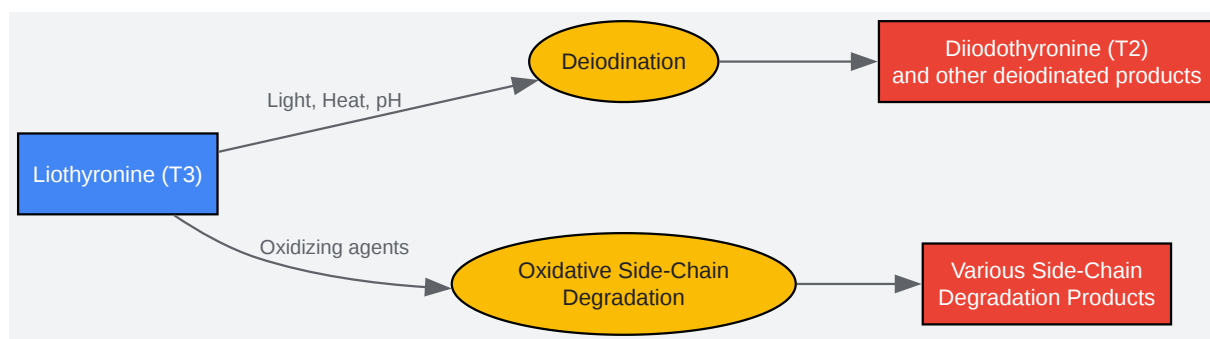 Liothyronine (T3)
Light, Heat, pH
Deiodination
Diiodothyronine (T2)
and other deiodinated products
Oxidizing agents
Oxidative Side-Chain
Degradation
Various Side-Chain
Degradation Products